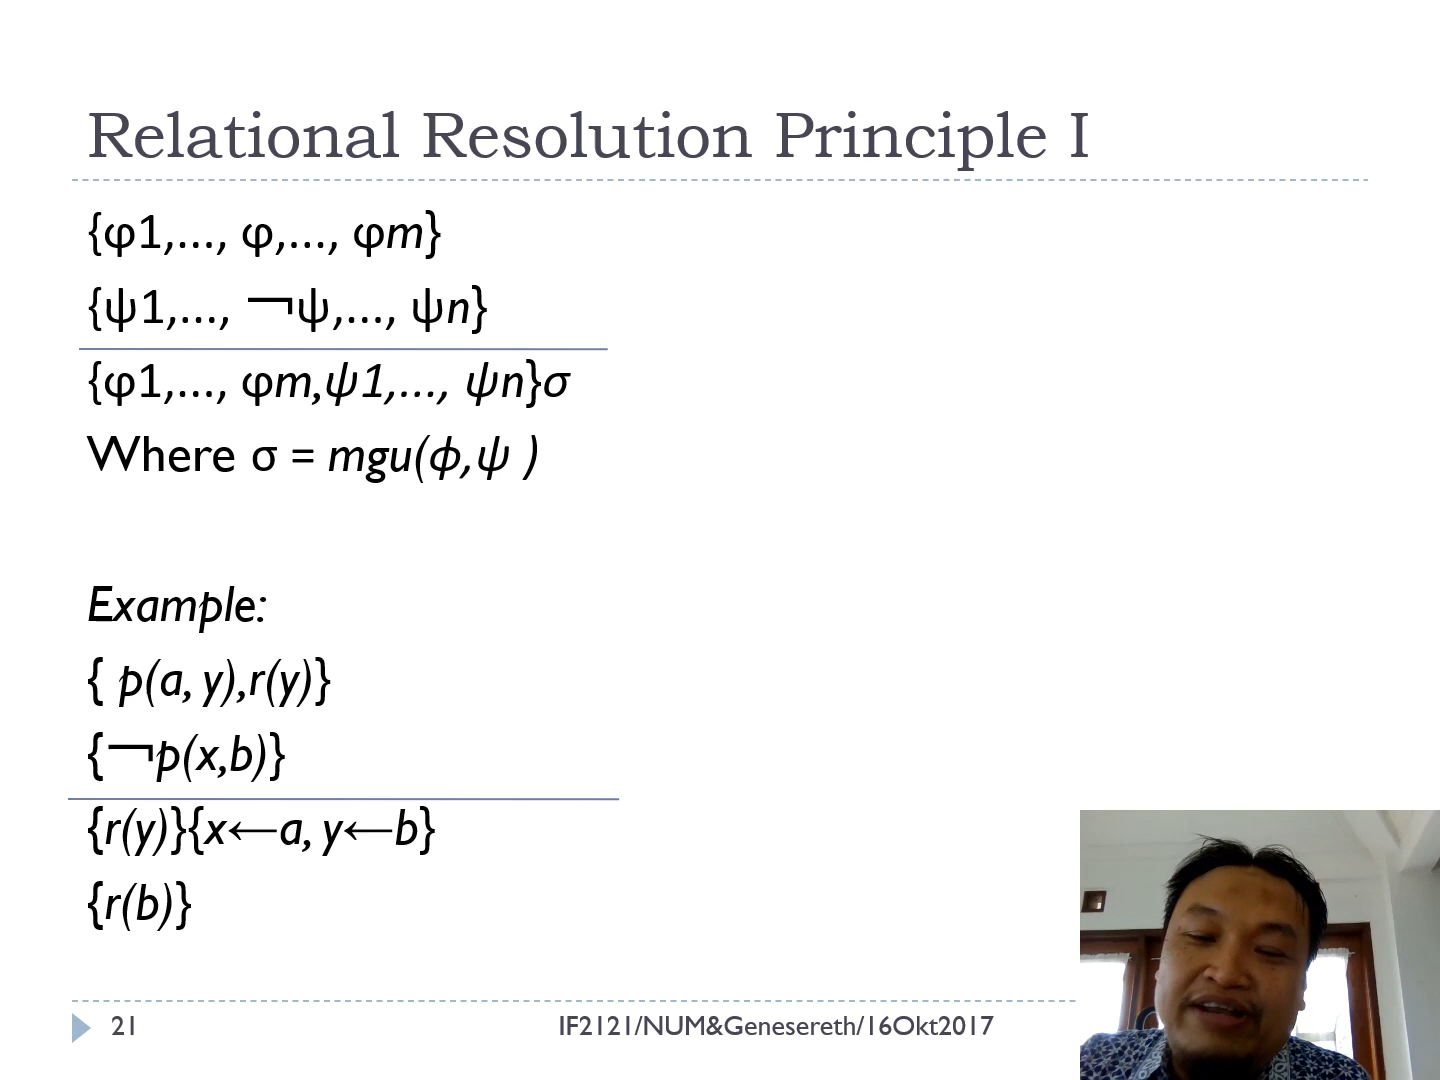 Relational Resolution Principle I
{φ1,..., φ,..., φm}
{ψ1,..., ¬ψ,..., ψn}
{φ1,..., φm,ψ1,..., ψn}σ
Where σ = mgu(ϕ,ψ )
Example:
{ p(a, y),r(y)}
{¬p(x,b)}
{r(y)}{x←a, y←b}
{r(b)}
21
IF2121/NUM&Genesereth/16Okt2017